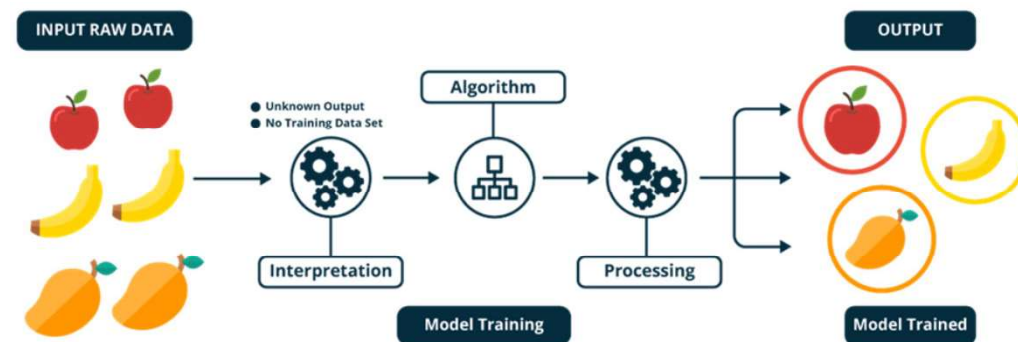 INPUT RAW DATA
OUTPUT
Algorithm
● Unknown Output
● No Training Data Set
Interpretation
Processing
Model Training
Model Trained